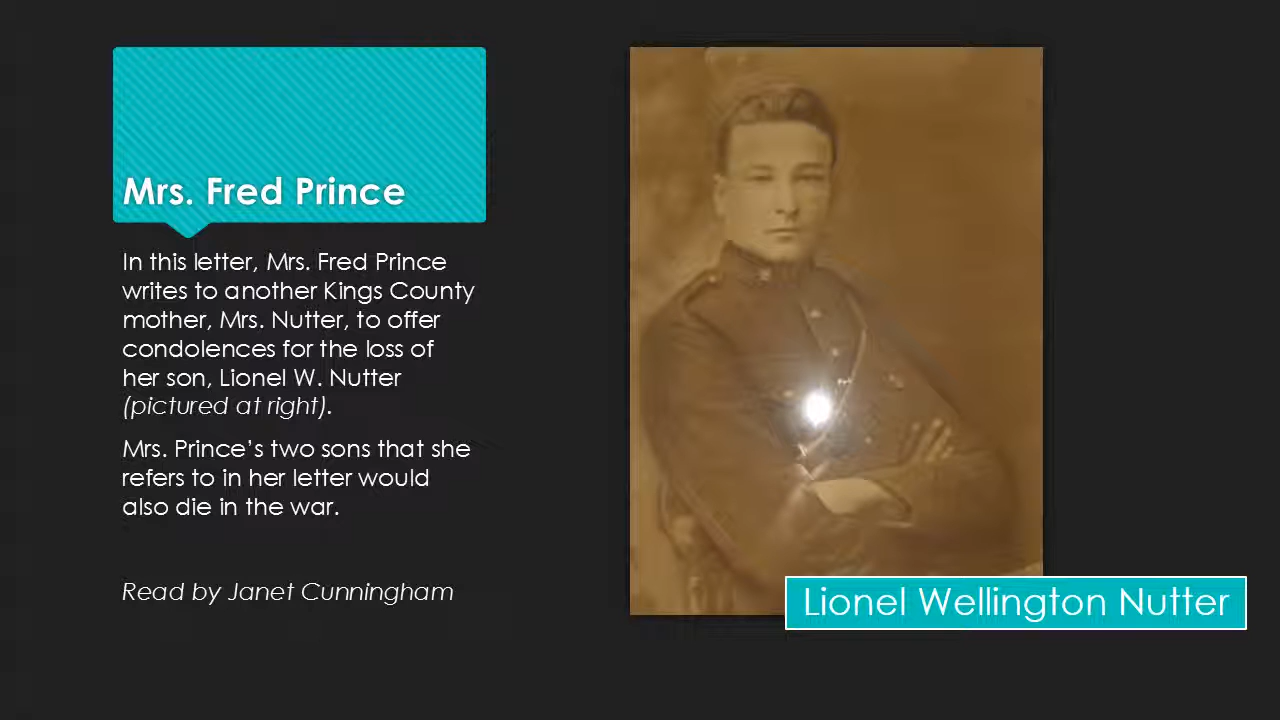 Mrs. Fred Prince
In this letter, Mrs. Fred Prince
writes to another Kings County
mother, Mrs. Nutter, to offer
condolences for the loss of
her son, Lionel W. Nutter
(pictured at right).
Mrs. Prince’s two sons that she
refers to in her letter would
also die in the war.
Read by Janet Cunningham
Lionel Wellington Nutter